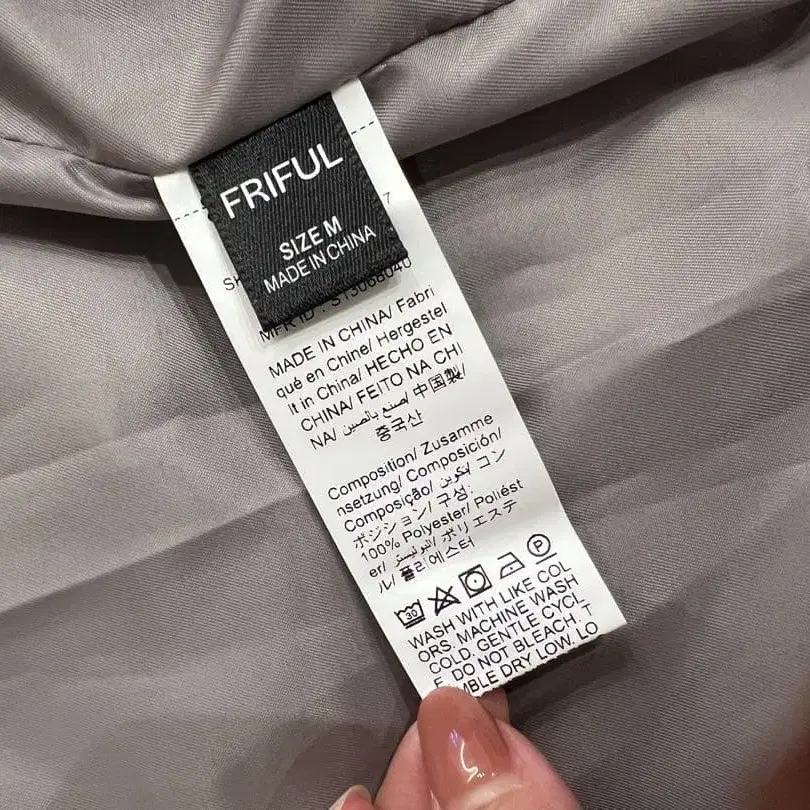 FRIFUL
SIZE M
MADE IN CHINA
7
MFR ID : S13068040
MADE IN CHINA/ Fabri
qué en Chine/ Hergestel
lt in China/ HECHO EN
CHINA/ FEITO NA CHI
NA/ صنع بالصين/ 中国製/
중국산
Composition/ Zusamme
nsetzung/ Composición/
Composição/ تكوين/ コン
ポジション/ 구성:
100% Polyester/ Poliést
er/ البوليستر/ ポリエステ
ル/ 폴리에스터
30
P
WASH WITH LIKE COL
ORS. MACHINE WASH
COLD. GENTLE CYCL
E. DO NOT BLEACH. T
MBLE DRY LOW. LO